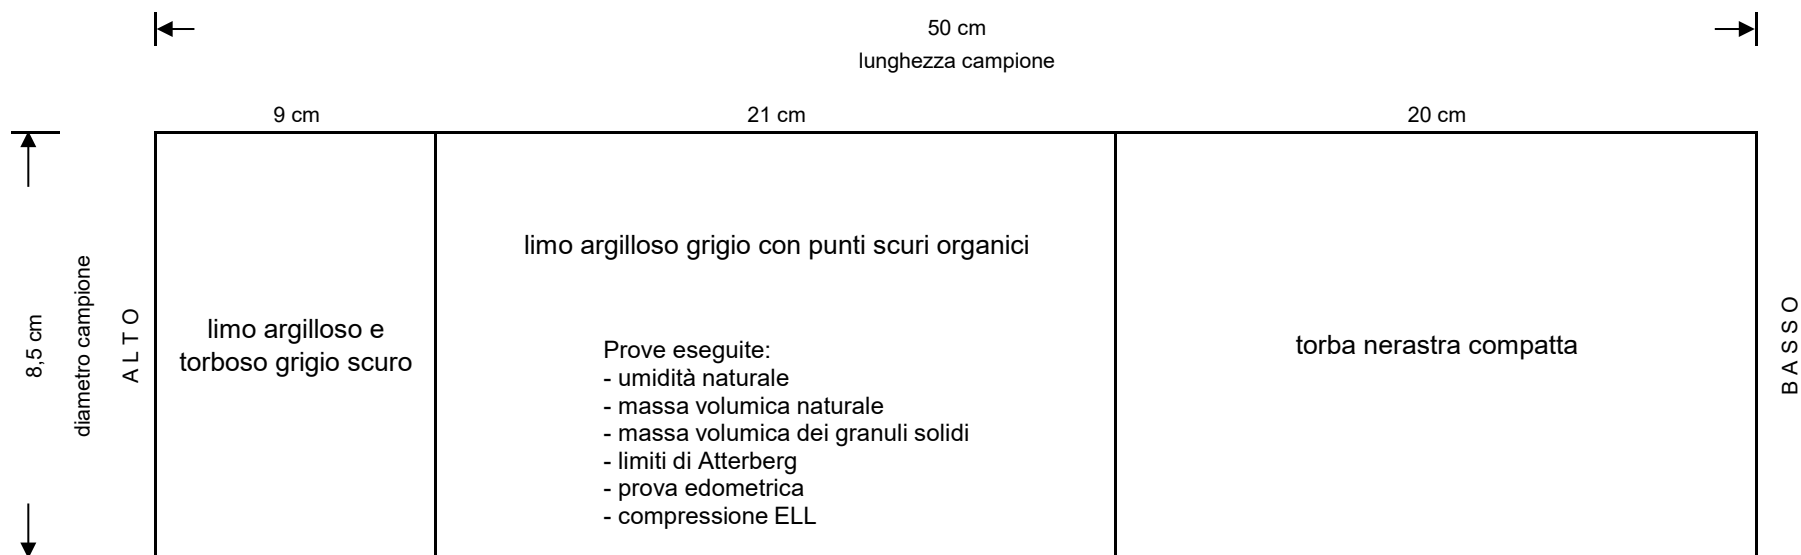 50 cm
lunghezza campione
9 cm
21 cm
20 cm
8,5 cm
diametro campione
A L T O
limo argilloso e
torboso grigio scuro
limo argilloso grigio con punti scuri organici
Prove eseguite:
- umidità naturale
- massa volumica naturale
- massa volumica dei granuli solidi
- limiti di Atterberg
- prova edometrica
- compressione ELL
torba nerastra compatta
B A S S O